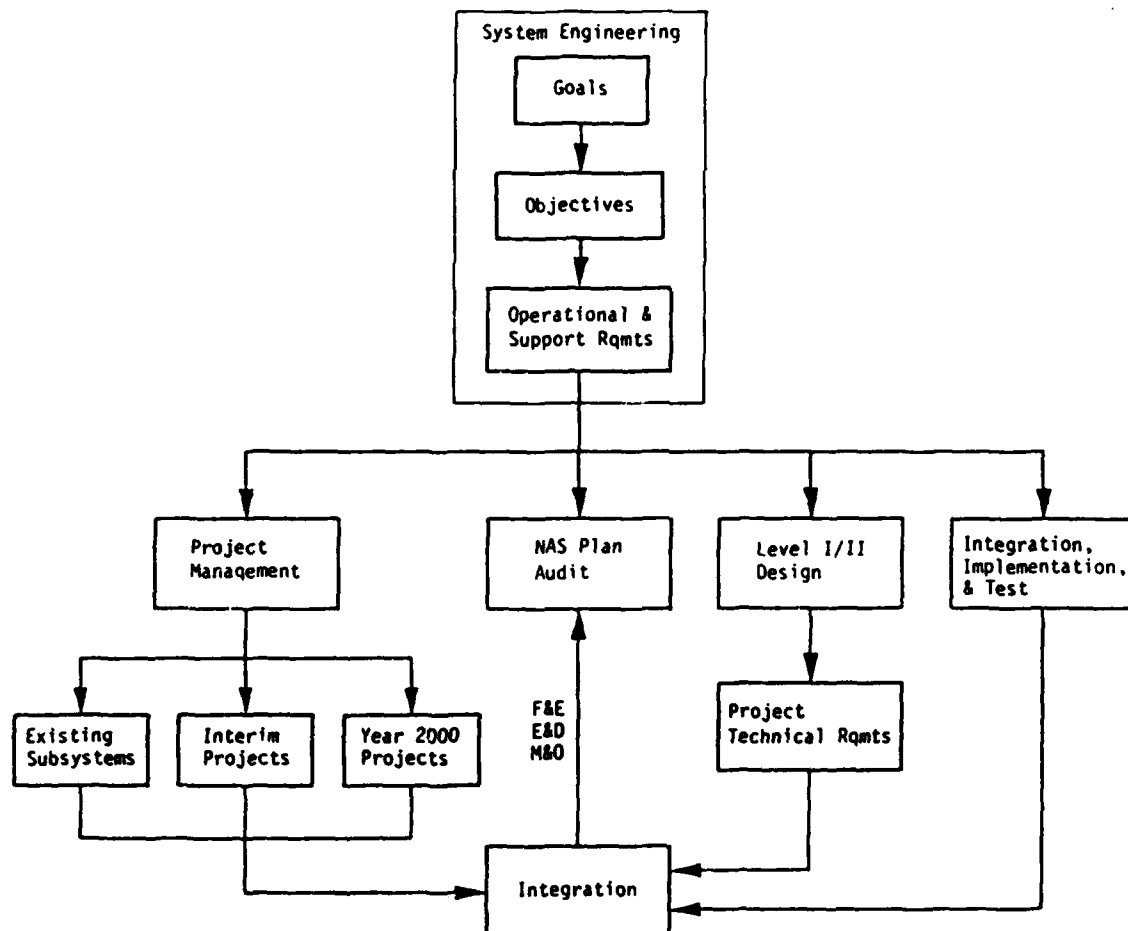 System Engineering
Goals
Objectives
Operational &
Support Rqmts
Project
Management
NAS Plan
Audit
Level I/II
Design
Integration,
Implementation,
& Test
Existing
Subsystems
Interim
Projects
Year 2000
Projects
F&E
E&D
M&O
Project
Technical Rqmts
Integration